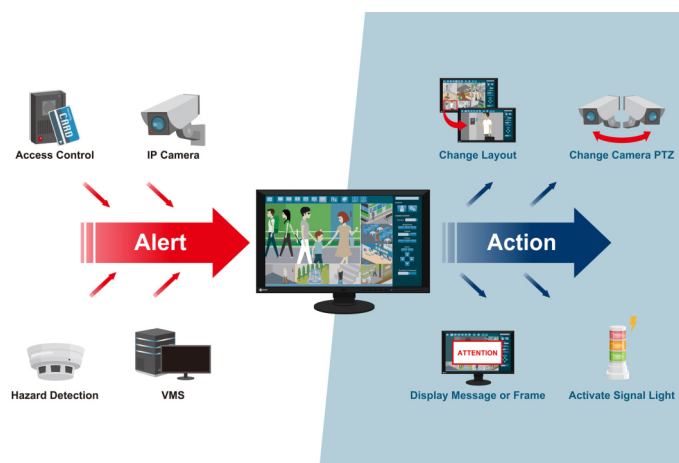 CARD
Access Control
IP Camera
Change Layout
Change Camera PTZ
Alert
Action
ATTENTION
Hazard Detection
VMS
Display Message or Frame
Activate Signal Light